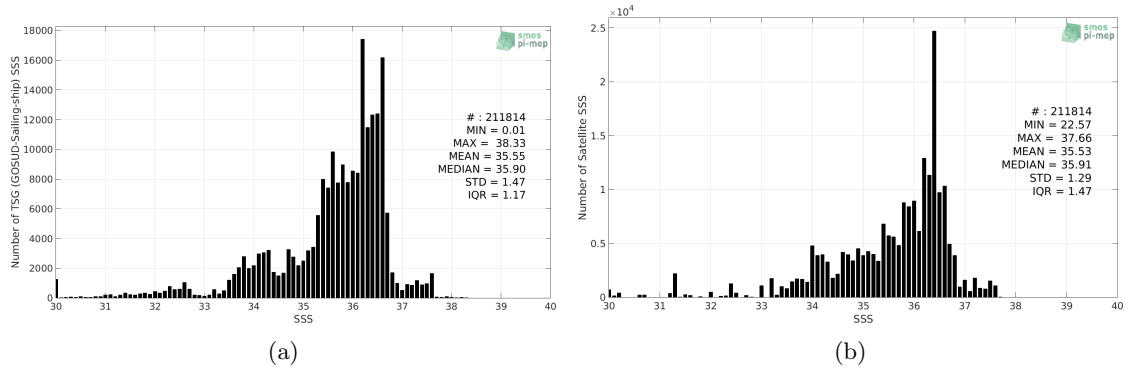 Number of TSG (GOSUD-Sailing-ship) SSS
18000
16000
14000
12000
10000
8000
6000
4000
2000
0
30 31 32 33 34 35 36 37 38 39 40
SSS
smos
pi-mep
# : 211814
MIN = 0.01
MAX = 38.33
MEAN = 35.55
MEDIAN = 35.90
STD = 1.47
IQR = 1.17
(a)
Number of Satellite SSS
×10⁴
2.5
2
1.5
1
0.5
0
30 31 32 33 34 35 36 37 38 39 40
SSS
smos
pi-mep
# : 211814
MIN = 22.57
MAX = 37.66
MEAN = 35.53
MEDIAN = 35.91
STD = 1.29
IQR = 1.47
(b)